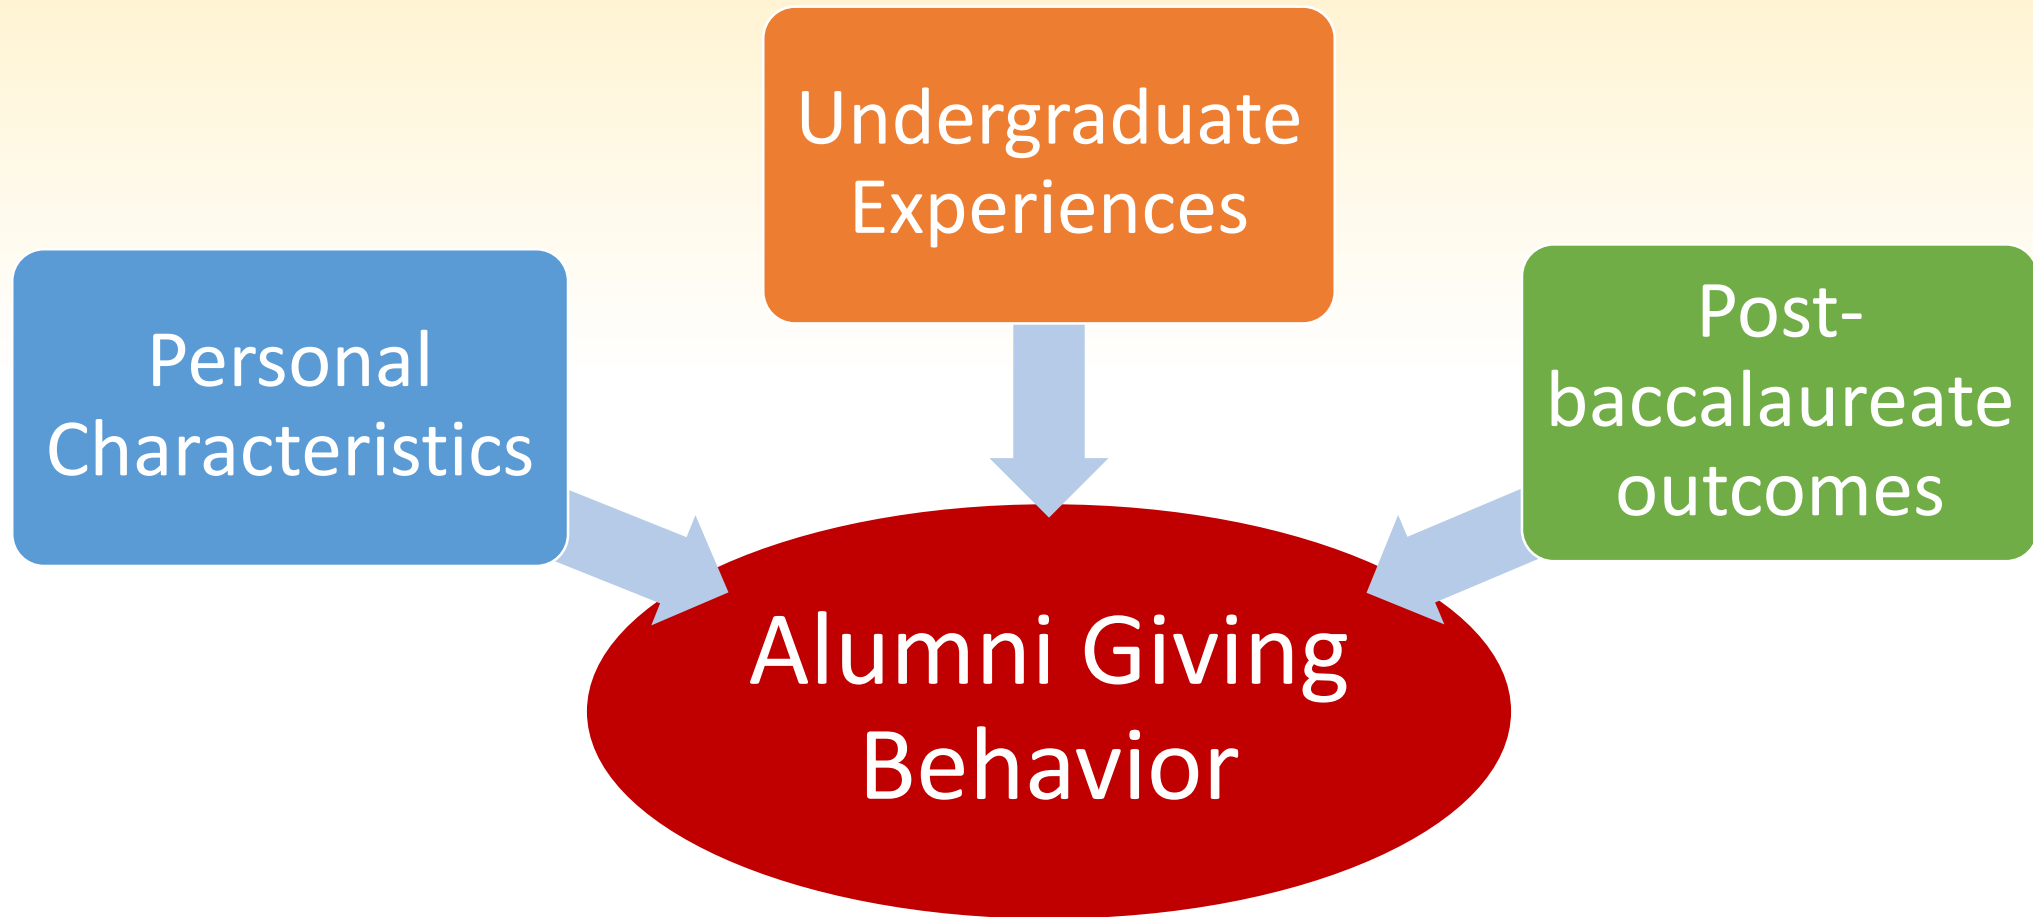 Undergraduate
Experiences
Personal
Characteristics
Post-
baccalaureate
outcomes
Alumni Giving
Behavior